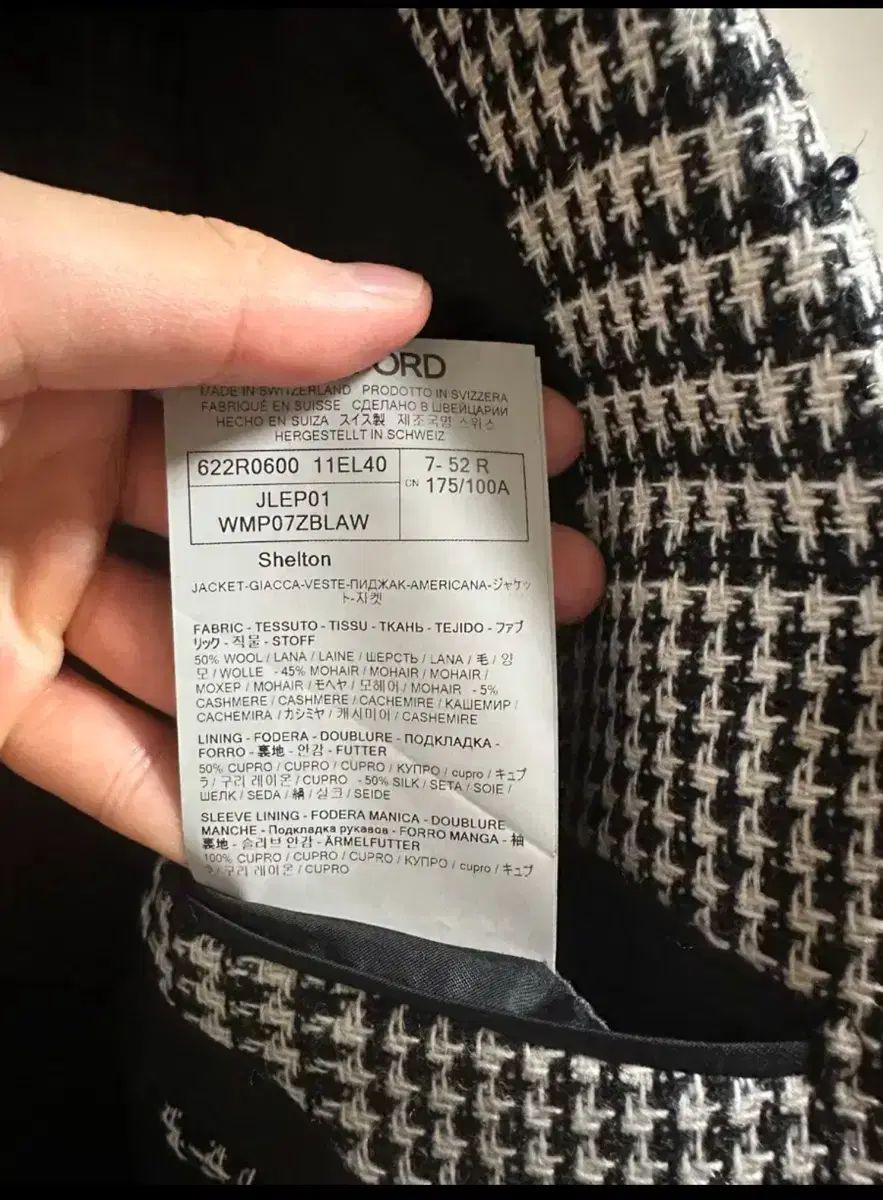 ORD
MADE IN SWITZERLAND PRODOTTO IN SVIZZERA
FABRIQUÉ EN SUISSE СДЕЛАНО В ШВЕЙЦАРИИ
HECHO EN SUIZA スイス製 제조국명 스위스
HERGESTELLT IN SCHWEIZ
622R0600 11EL40
7- 52 R
CN 175/100A
JLEP01
WMP07ZBLAW
Shelton
JACKET-GIACCA-VESTE-ПИДЖАК-AMERICANA-ジャケッ
ト-자켓
FABRIC - TESSUTO - TISSU - ТКАНЬ - TEJIDO - ファブ
リック - 직물 - STOFF
50% WOOL / LANA / LAINE / ШЕРСТЬ / LANA / 毛 / 양
모 / WOLLE - 45% MOHAIR / MOHAIR / MOHAIR /
МОХЕР / MOHAIR / モヘヤ / 모헤어 / MOHAIR - 5%
CASHMERE / CASHMERE / CACHEMIRE / КАШЕМИР /
CACHEMIRA / カシミヤ / 캐시미어 / CASHMERE
LINING - FODERA - DOUBLURE - ПОДКЛАДКА -
FORRO - 裏地 - 안감 - FUTTER
50% CUPRO / CUPRO / CUPRO / КУПРО / cupro / キュプ
ラ / 구리 레이온 / CUPRO - 50% SILK / SETA / SOIE /
ШЕЛК / SEDA / 絹 / 실크 / SEIDE
SLEEVE LINING - FODERA MANICA - DOUBLURE
MANCHE - Подкладка рукавов - FORRO MANGA - 袖
裏地 - 슬리브 안감 - ÄRMELFUTTER
100% CUPRO / CUPRO / CUPRO / КУПРО / cupro / キュプ
ラ / 구리 레이온 / CUPRO